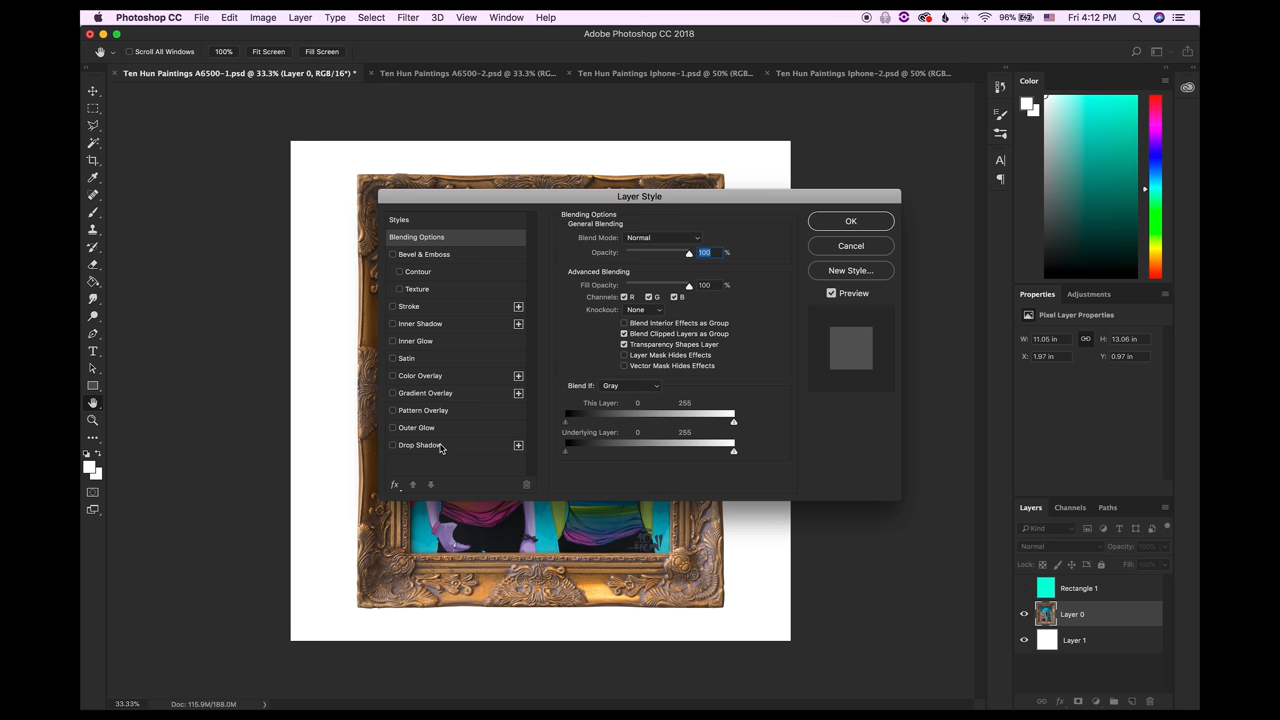 Photoshop CC File Edit Image Layer Type Select Filter 3D View Window Help 96% Fri 4:12 PM
Adobe Photoshop CC 2018
Scroll All Windows 100% Fit Screen Fill Screen
Ten Hun Paintings A6500-1.psd @ 33.3% (Layer 0, RGB/16*) * Ten Hun Paintings A6500-2.psd @ 33.3% (RG... Ten Hun Paintings Iphone-1.psd @ 50% (RGB... Ten Hun Paintings Iphone-2.psd @ 50% (RGB...
Color
Layer Style
Styles
Blending Options
Bevel & Emboss
Contour
Texture
Stroke
Inner Shadow
Inner Glow
Satin
Color Overlay
Gradient Overlay
Pattern Overlay
Outer Glow
Drop Shadow
fx
Blending Options
General Blending
Blend Mode: Normal
Opacity: 100 %
Advanced Blending
Fill Opacity: 100 %
Channels: R G B
Knockout: None
Blend Interior Effects as Group
Blend Clipped Layers as Group
Transparency Shapes Layer
Layer Mask Hides Effects
Vector Mask Hides Effects
Blend If: Gray
This Layer: 0 255
Underlying Layer: 0 255
OK
Cancel
New Style...
Preview
Properties Adjustments
Pixel Layer Properties
W: 11.05 in H: 13.06 in
X: 1.97 in Y: 0.97 in
Layers Channels Paths
Kind
Normal Opacity: 100%
Lock: Fill: 100%
Rectangle 1
Layer 0
Layer 1
fx
33.33% Doc: 115.9M/188.0M